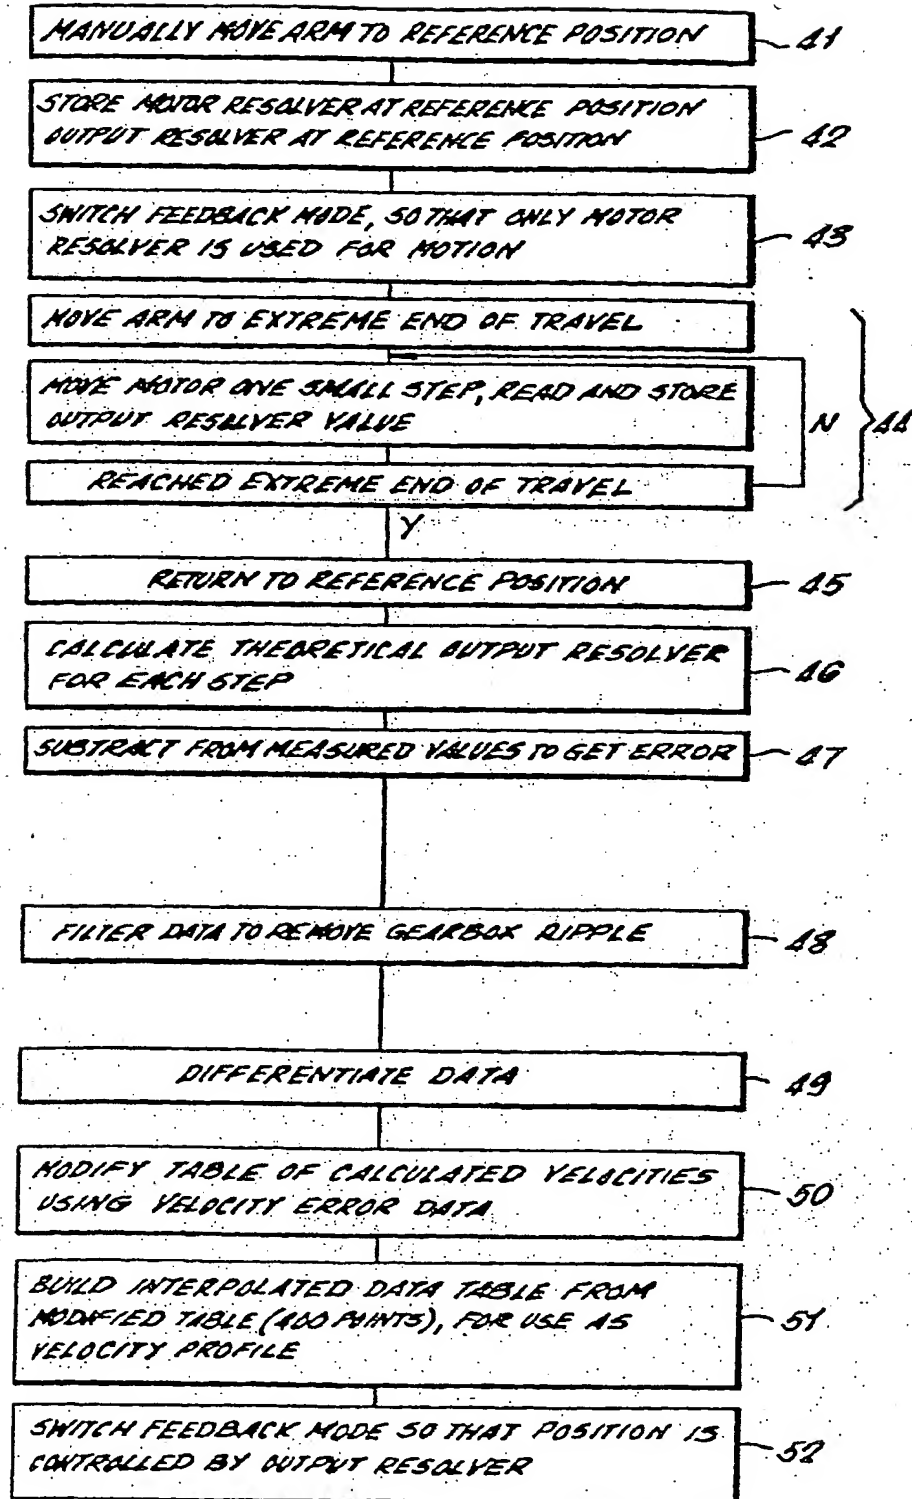 MANUALLY MOVE ARM TO REFERENCE POSITION 41
STORE MOTOR RESOLVER AT REFERENCE POSITION
OUTPUT RESOLVER AT REFERENCE POSITION 42
SWITCH FEEDBACK MODE, SO THAT ONLY MOTOR
RESOLVER IS USED FOR MOTION 43
MOVE ARM TO EXTREME END OF TRAVEL
MOVE MOTOR ONE SMALL STEP, READ AND STORE
OUTPUT RESOLVER VALUE
N 44
REACHED EXTREME END OF TRAVEL
Y
RETURN TO REFERENCE POSITION 45
CALCULATE THEORETICAL OUTPUT RESOLVER
FOR EACH STEP 46
SUBTRACT FROM MEASURED VALUES TO GET ERROR 47
FILTER DATA TO REMOVE GEARBOX RIPPLE 48
DIFFERENTIATE DATA 49
MODIFY TABLE OF CALCULATED VELOCITIES
USING VELOCITY ERROR DATA 50
BUILD INTERPOLATED DATA TABLE FROM
MODIFIED TABLE (400 POINTS), FOR USE AS 51
VELOCITY PROFILE
SWITCH FEEDBACK MODE SO THAT POSITION IS
CONTROLLED BY OUTPUT RESOLVER 52